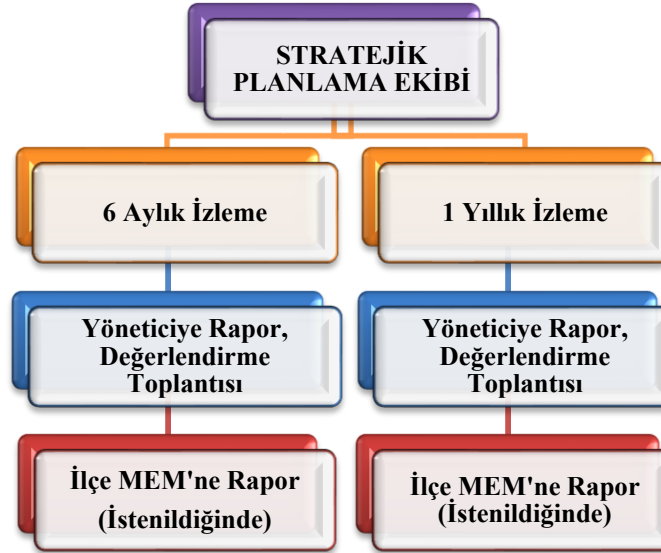 STRATEJİK
PLANLAMA EKİBİ
6 Aylık İzleme
1 Yıllık İzleme
Yöneticiye Rapor,
Değerlendirme
Toplantısı
Yöneticiye Rapor,
Değerlendirme
Toplantısı
İlçe MEM'ne Rapor
(İstenildiğinde)
İlçe MEM'ne Rapor
(İstenildiğinde)